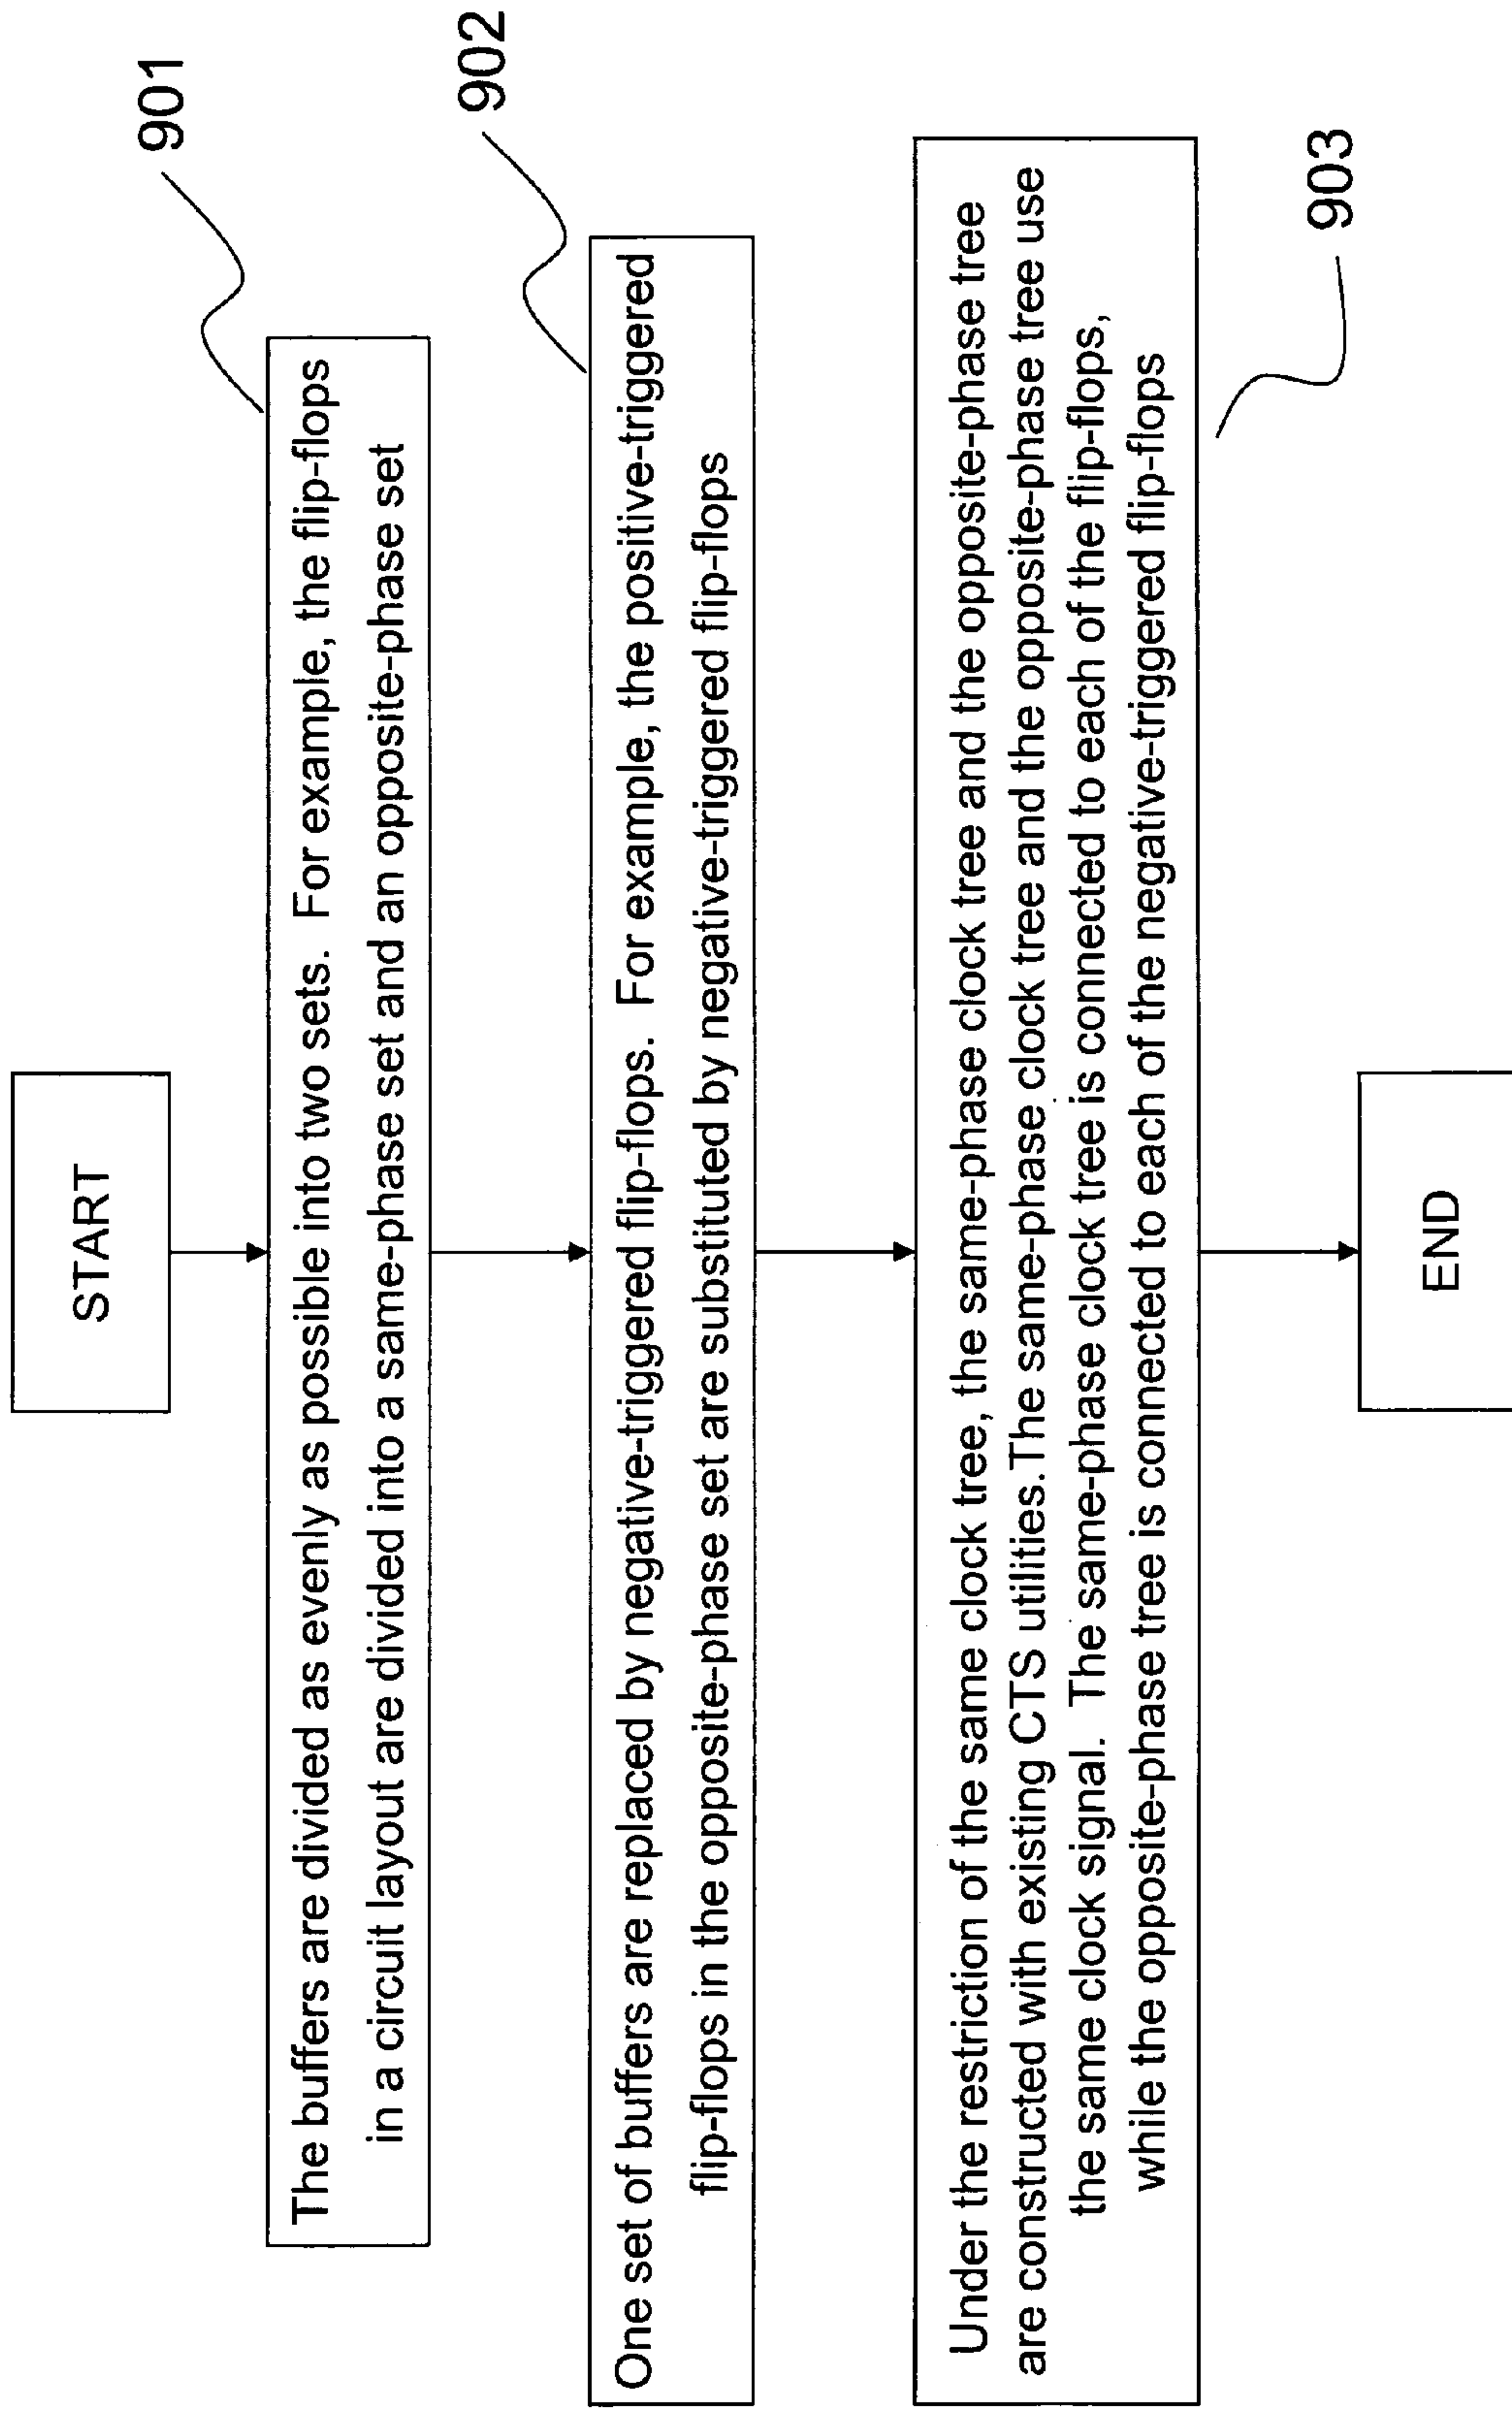 START
901
The buffers are divided as evenly as possible into two sets. For example, the flip-flops
in a circuit layout are divided into a same-phase set and an opposite-phase set
902
One set of buffers are replaced by negative-triggered flip-flops. For example, the positive-triggered
flip-flops in the opposite-phase set are substituted by negative-triggered flip-flops
Under the restriction of the same clock tree, the same-phase clock tree and the opposite-phase tree
are constructed with existing CTS utilities.The same-phase clock tree and the opposite-phase tree use
the same clock signal. The same-phase clock tree is connected to each of the flip-flops,
while the opposite-phase tree is connected to each of the negative-triggered flip-flops
903
END